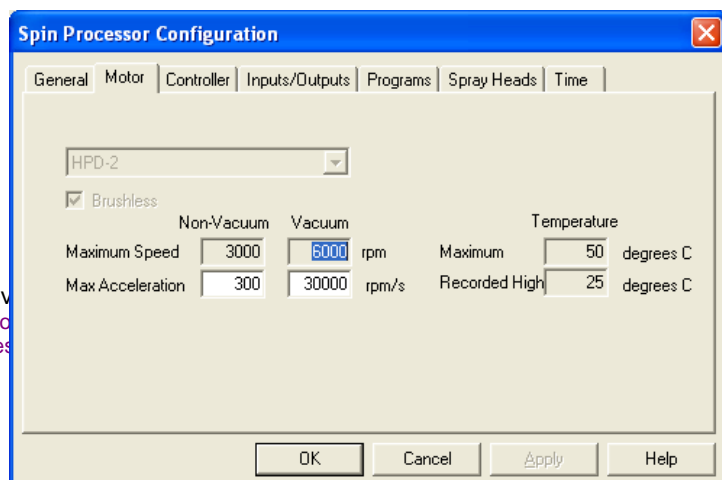 Spin Processor Configuration
General Motor Controller Inputs/Outputs Programs Spray Heads Time
HPD-2
Brushless
Non-Vacuum Vacuum Temperature
Maximum Speed 3000 6000 rpm Maximum 50 degrees C
Max Acceleration 300 30000 rpm/s Recorded High 25 degrees C
OK Cancel Apply Help